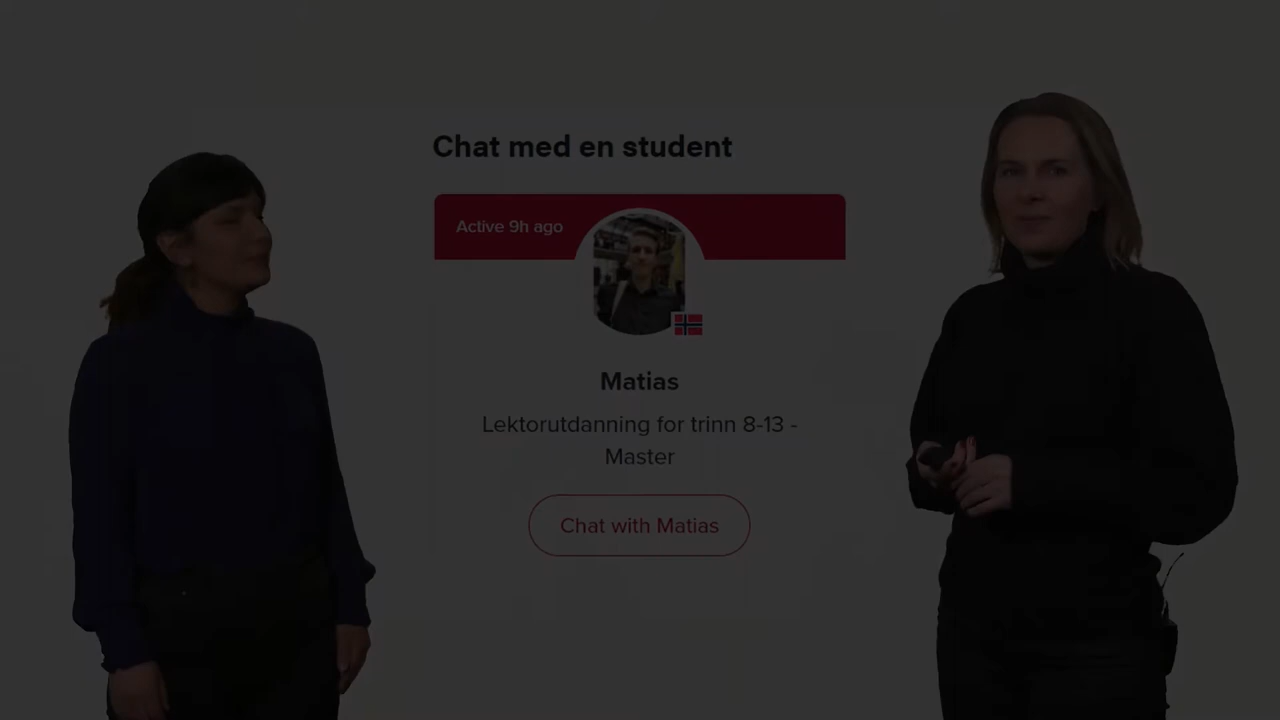 Chat med en student
Active 9h ago
Matias
Lektorutdanning for trinn 8-13 -
Master
Chat with Matias